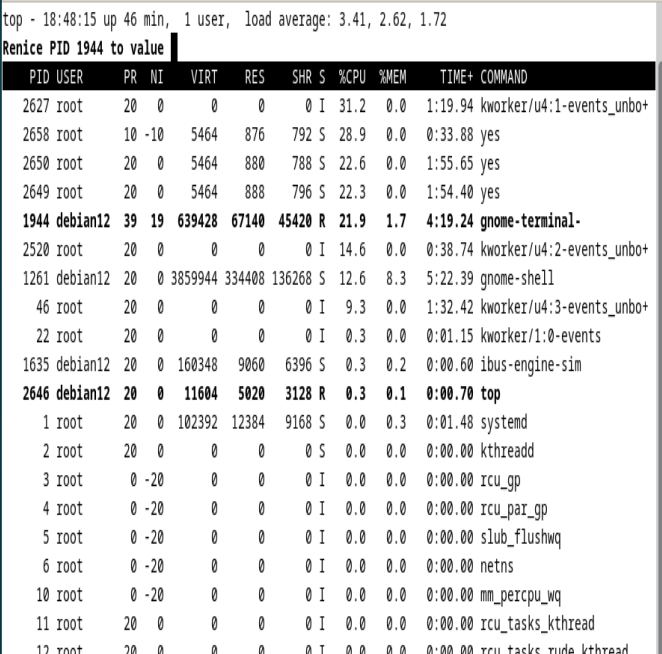 top - 18:48:15 up 46 min,  1 user,  load average: 3.41, 2.62, 1.72
Renice PID 1944 to value
PID USER PR NI VIRT RES SHR S %CPU %MEM TIME+ COMMAND
2627 root 20 0 0 0 0 I 31.2 0.0 1:19.94 kworker/u4:1-events_unbo+
2658 root 10 -10 5464 876 792 S 28.9 0.0 0:33.88 yes
2650 root 20 0 5464 880 788 S 22.6 0.0 1:55.65 yes
2649 root 20 0 5464 888 796 S 22.3 0.0 1:54.40 yes
1944 debian12 39 19 639428 67140 45420 R 21.9 1.7 4:19.24 gnome-terminal-
2520 root 20 0 0 0 0 I 14.6 0.0 0:38.74 kworker/u4:2-events_unbo+
1261 debian12 20 0 3859944 334408 136268 S 12.6 8.3 5:22.39 gnome-shell
46 root 20 0 0 0 0 I 9.3 0.0 1:32.42 kworker/u4:3-events_unbo+
22 root 20 0 0 0 0 I 0.3 0.0 0:01.15 kworker/1:0-events
1635 debian12 20 0 160348 9060 6396 S 0.3 0.2 0:00.60 ibus-engine-sim
2646 debian12 20 0 11604 5020 3128 R 0.3 0.1 0:00.70 top
1 root 20 0 102392 12384 9168 S 0.0 0.3 0:01.48 systemd
2 root 20 0 0 0 0 S 0.0 0.0 0:00.00 kthreadd
3 root 0 -20 0 0 0 I 0.0 0.0 0:00.00 rcu_gp
4 root 0 -20 0 0 0 I 0.0 0.0 0:00.00 rcu_par_gp
5 root 0 -20 0 0 0 I 0.0 0.0 0:00.00 slub_flushwq
6 root 0 -20 0 0 0 I 0.0 0.0 0:00.00 netns
10 root 0 -20 0 0 0 I 0.0 0.0 0:00.00 mm_percpu_wq
11 root 20 0 0 0 0 I 0.0 0.0 0:00.00 rcu_tasks_kthread
12 root 20 0 0 0 0 I 0.0 0.0 0:00.00 rcu_tasks_rude_kthread